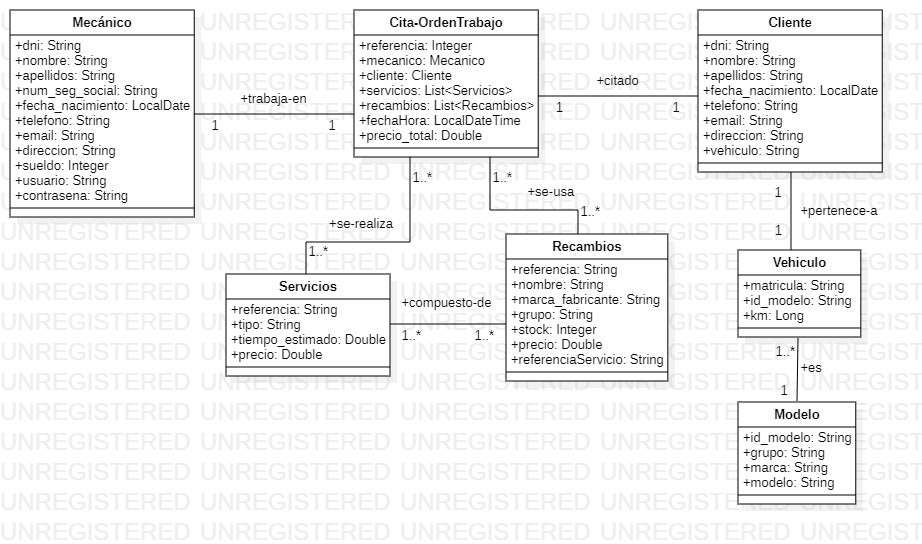 Mecánico
+dni: String
+nombre: String
+apellidos: String
+num_seg_social: String
+fecha_nacimiento: LocalDate
+telefono: String
+email: String
+direccion: String
+sueldo: Integer
+usuario: String
+contrasena: String
+trabaja-en
1
1
Cita-OrdenTrabajo
+referencia: Integer
+mecanico: Mecanico
+cliente: Cliente
+servicios: List<Servicios>
+recambios: List<Recambios>
+fechaHora: LocalDateTime
+precio_total: Double
+citado
1
1
Cliente
+dni: String
+nombre: String
+apellidos: String
+fecha_nacimiento: LocalDate
+telefono: String
+email: String
+direccion: String
+vehiculo: String
1..*
+se-realiza
1..*
1..*
+se-usa
1..*
1
+pertenece-a
1
Servicios
+referencia: String
+tipo: String
+tiempo_estimado: Double
+precio: Double
+compuesto-de
1..*
1..*
Recambios
+referencia: String
+nombre: String
+marca_fabricante: String
+grupo: String
+stock: Integer
+precio: Double
+referenciaServicio: String
Vehiculo
+matricula: String
+id_modelo: String
+km: Long
1..*
+es
1
Modelo
+id_modelo: String
+grupo: String
+marca: String
+modelo: String
UNREGISTERED